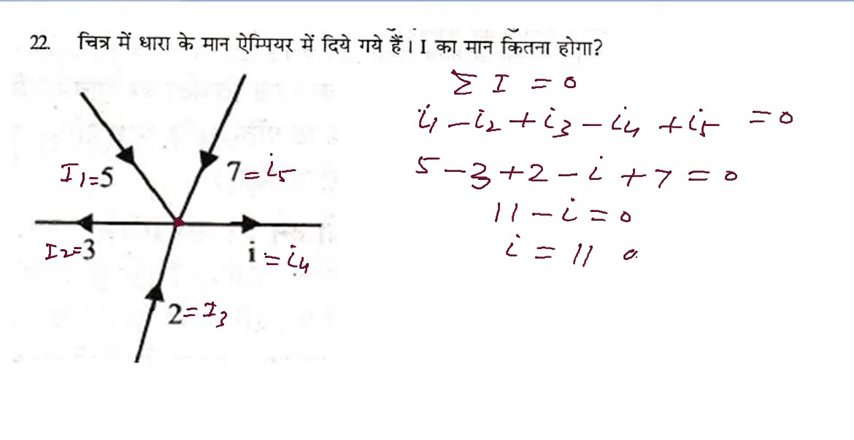 22. चित्र में धारा के मान ऐम्पियर में दिये गये हैं। I का मान कितना होगा?
Σ I = 0
i1 - i2 + i3 - i4 + i5 = 0
5 - 3 + 2 - i + 7 = 0
11 - i = 0
i = 11
I1=5
7=i5
I2=3
i = i4
2=I3